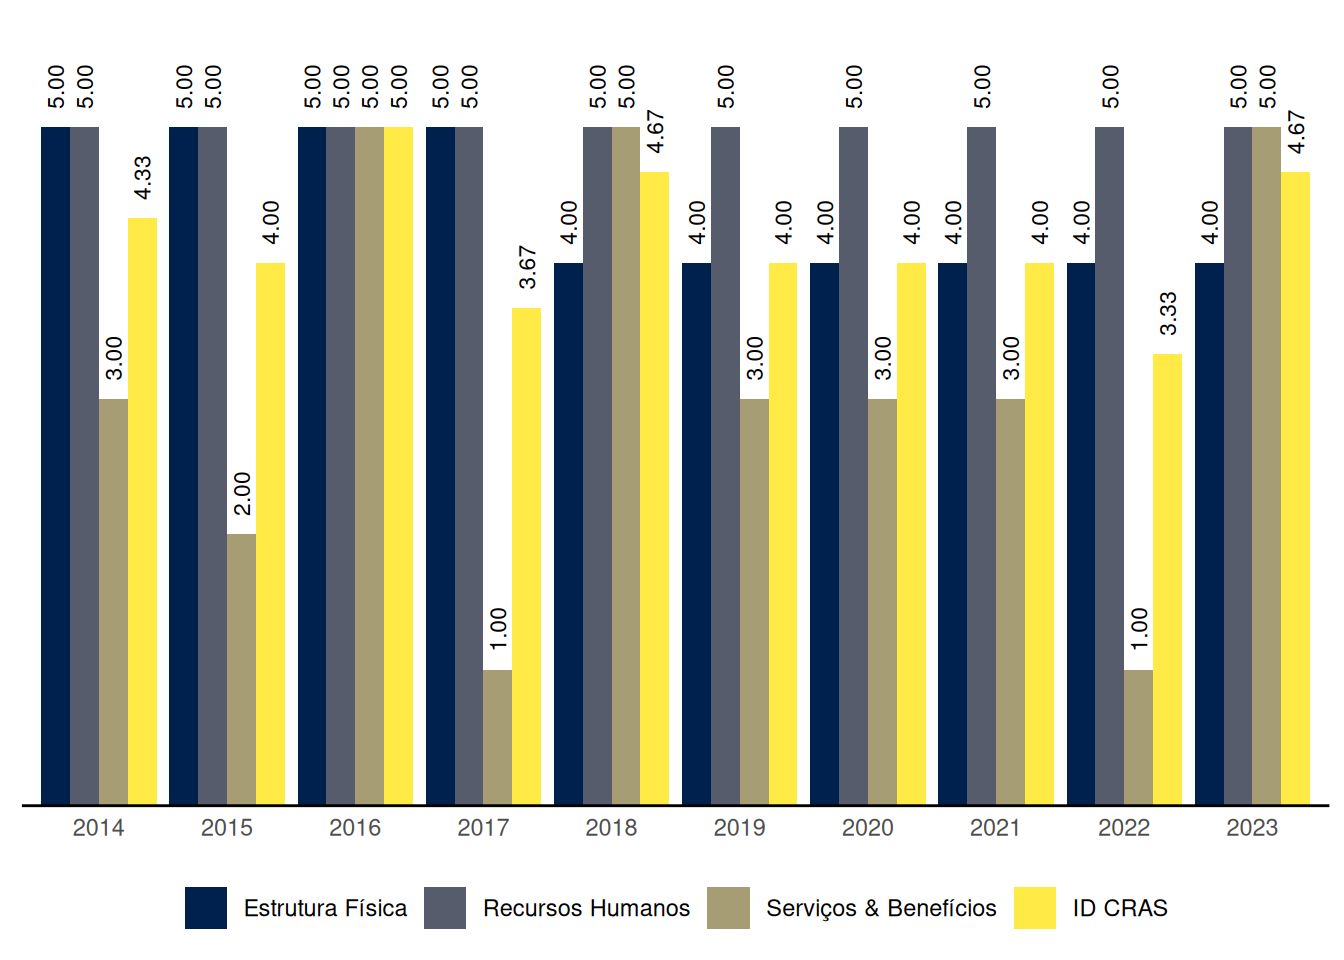 5.00 5.00 3.00 4.33
5.00 5.00 2.00 4.00
5.00 5.00 5.00 5.00
5.00 5.00 1.00 3.67
4.00 5.00 5.00 4.67
4.00 5.00 3.00 4.00
4.00 5.00 3.00 4.00
4.00 5.00 3.00 4.00
4.00 5.00 1.00 3.33
4.00 5.00 5.00 4.67
2014 2015 2016 2017 2018 2019 2020 2021 2022 2023
Estrutura Física Recursos Humanos Serviços & Benefícios ID CRAS